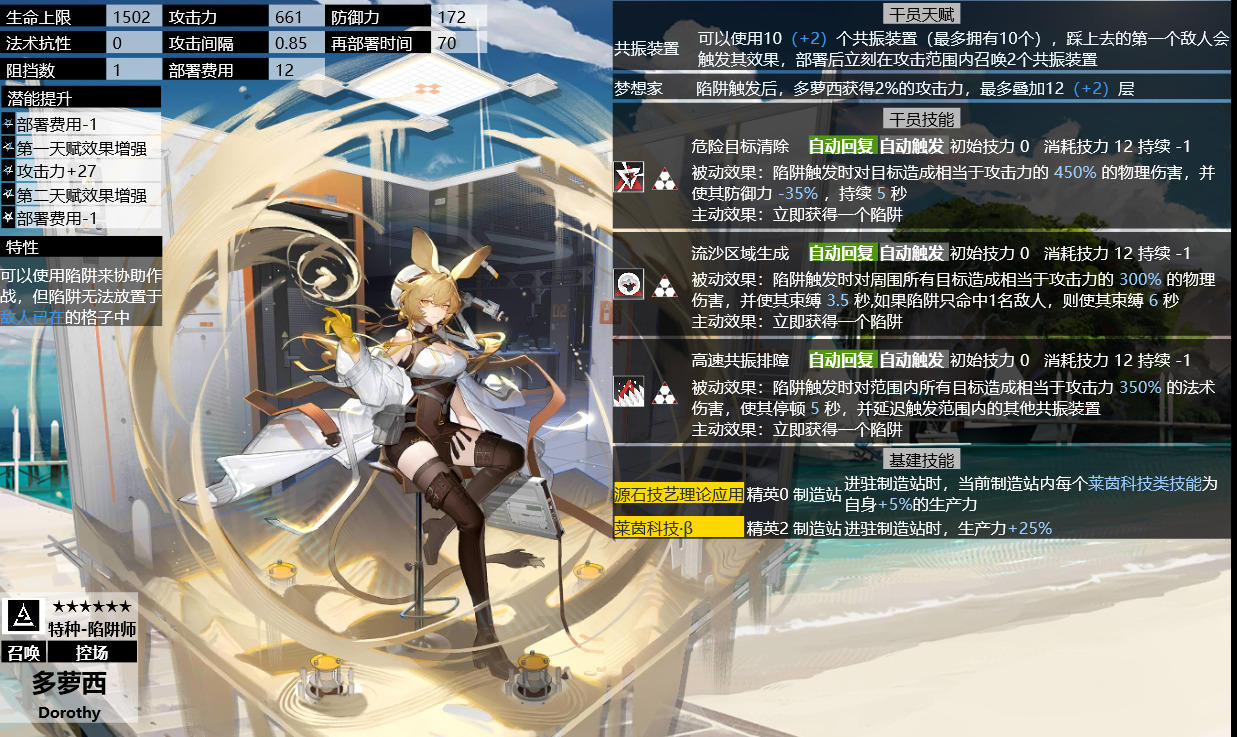 生命上限 1502 攻击力 661 防御力 172
法术抗性 0 攻击间隔 0.85 再部署时间 70
阻挡数 1 部署费用 12
潜能提升
部署费用-1
第一天赋效果增强
攻击力+27
第二天赋效果增强
部署费用-1
特性
可以使用陷阱来协助作
战，但陷阱无法放置于
敌人已在的格子中
★★★★★★
特种-陷阱师
召唤 控场
多萝西
Dorothy
干员天赋
共振装置 可以使用10（+2）个共振装置（最多拥有10个），踩上去的第一个敌人会
触发其效果，部署后立刻在攻击范围内召唤2个共振装置
梦想家 陷阱触发后，多萝西获得2%的攻击力，最多叠加12（+2）层
干员技能
危险目标清除 自动回复 自动触发 初始技力 0 消耗技力 12 持续 -1
被动效果：陷阱触发时对目标造成相当于攻击力的 450% 的物理伤害，并
使其防御力 -35% ，持续 5 秒
主动效果：立即获得一个陷阱
流沙区域生成 自动回复 自动触发 初始技力 0 消耗技力 12 持续 -1
被动效果：陷阱触发时对周围所有目标造成相当于攻击力的 300% 的物理
伤害，并使其束缚 3.5 秒,如果陷阱只命中1名敌人，则使其束缚 6 秒
主动效果：立即获得一个陷阱
高速共振排障 自动回复 自动触发 初始技力 0 消耗技力 12 持续 -1
被动效果：陷阱触发时对范围内所有目标造成相当于攻击力 350% 的法术
伤害，使其停顿 5 秒，并延迟触发范围内的其他共振装置
主动效果：立即获得一个陷阱
基建技能
源石技艺理论应用 精英0 制造站 进驻制造站时，当前制造站内每个莱茵科技类技能为
自身+5%的生产力
莱茵科技·β 精英2 制造站 进驻制造站时，生产力+25%